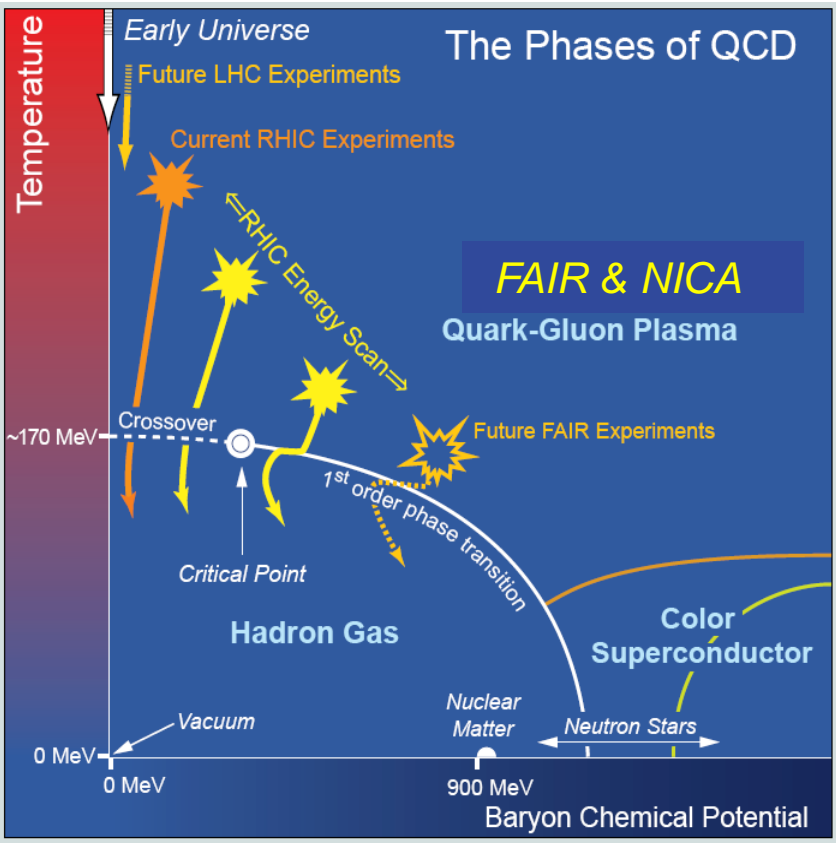 The Phases of QCD
Temperature
Early Universe
Future LHC Experiments
Current RHIC Experiments
⇐RHIC Energy Scan⇒
FAIR & NICA
Quark-Gluon Plasma
Crossover
~170 MeV
Future FAIR Experiments
1st order phase transition
Critical Point
Hadron Gas
Color
Superconductor
Nuclear
Matter
Neutron Stars
Vacuum
0 MeV
0 MeV
900 MeV
Baryon Chemical Potential